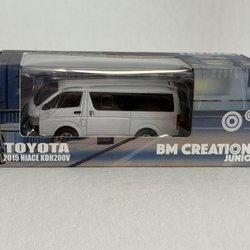 TOYOTA
2015 HIACE KDH200V
BM CREATIONS
JUNIOR